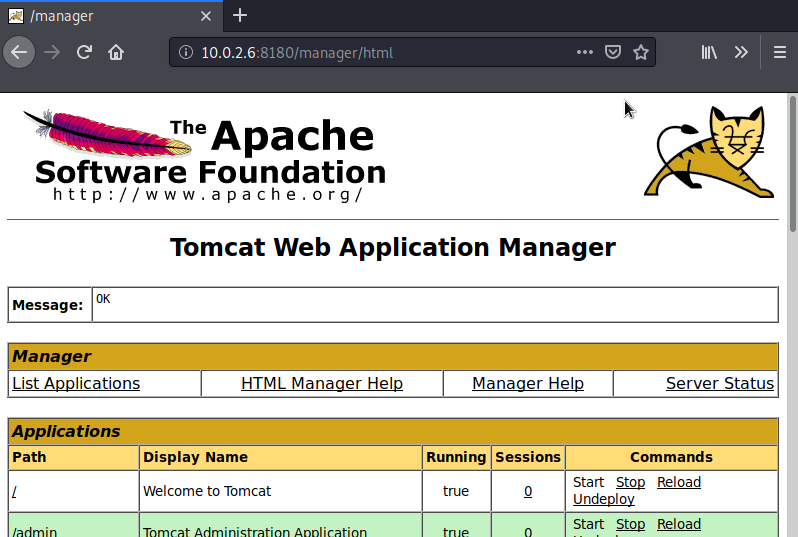 /manager
10.0.2.6:8180/manager/html
The Apache
Software Foundation
http://www.apache.org/
Tomcat Web Application Manager
Message: OK
Manager
List Applications HTML Manager Help Manager Help Server Status
Applications
Path Display Name Running Sessions Commands
/ Welcome to Tomcat true 0 Start Stop Reload
Undeploy
/admin Tomcat Administration Application true 0 Start Stop Reload